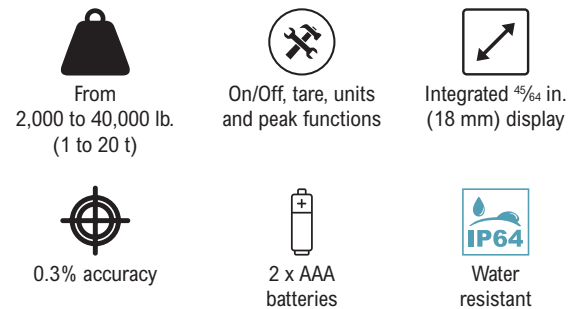 From
2,000 to 40,000 lb.
(1 to 20 t)
On/Off, tare, units
and peak functions
Integrated ⁴⁵⁄₆₄ in.
(18 mm) display
0.3% accuracy
2 x AAA
batteries
IP64
Water
resistant